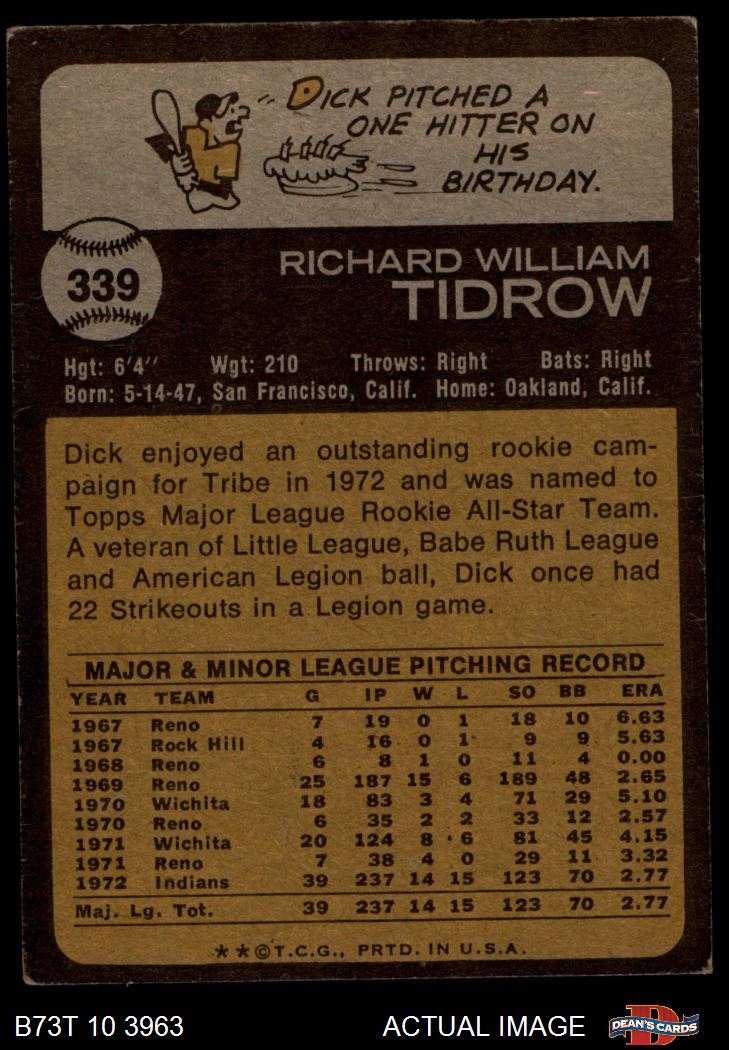 DICK PITCHED A
ONE HITTER ON
HIS
BIRTHDAY.
339
RICHARD WILLIAM
TIDROW
Hgt: 6'4" Wgt: 210 Throws: Right Bats: Right
Born: 5-14-47, San Francisco, Calif. Home: Oakland, Calif.
Dick enjoyed an outstanding rookie cam-
paign for Tribe in 1972 and was named to
Topps Major League Rookie All-Star Team.
A veteran of Little League, Babe Ruth League
and American Legion ball, Dick once had
22 Strikeouts in a Legion game.
MAJOR & MINOR LEAGUE PITCHING RECORD
YEAR TEAM G IP W L SO BB ERA
1967 Reno 7 19 0 1 18 10 6.63
1967 Rock Hill 4 16 0 1 9 9 5.63
1968 Reno 6 8 1 0 11 4 0.00
1969 Reno 25 187 15 6 189 48 2.65
1970 Wichita 18 83 3 4 71 29 5.10
1970 Reno 6 35 2 2 33 12 2.57
1971 Wichita 20 124 8 6 81 45 4.15
1971 Reno 7 38 4 0 29 11 3.32
1972 Indians 39 237 14 15 123 70 2.77
Maj. Lg. Tot. 39 237 14 15 123 70 2.77
**©T.C.G., PRTD. IN U.S.A.
B73T 10 3963 ACTUAL IMAGE D DEAN'S CARDS